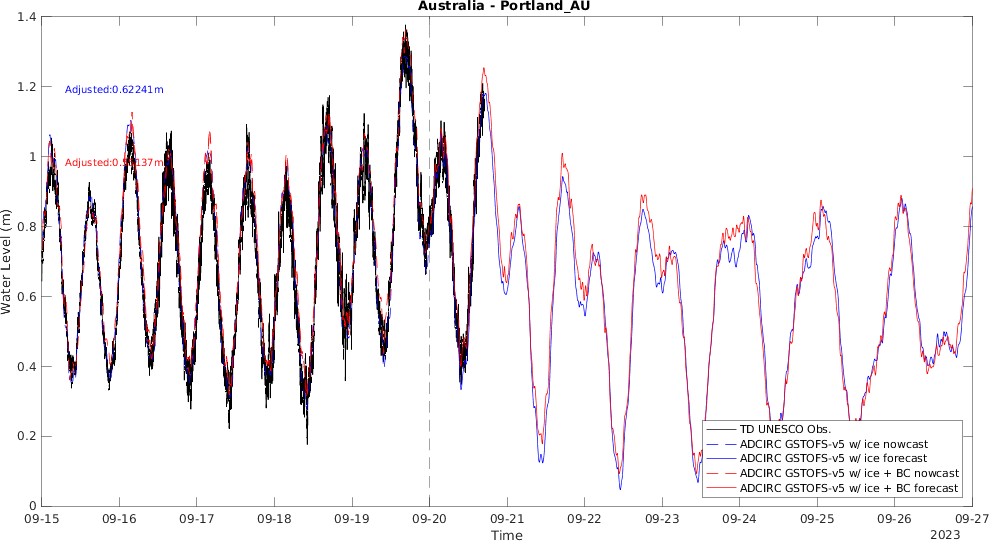 Australia - Portland_AU
1.4
1.2
1
0.8
0.6
0.4
0.2
0
Water Level (m)
Adjusted:0.62241m
TD UNESCO Obs.
ADCIRC GSTOFS-v5 w/ ice nowcast
ADCIRC GSTOFS-v5 w/ ice forecast
ADCIRC GSTOFS-v5 w/ ice + BC nowcast
ADCIRC GSTOFS-v5 w/ ice + BC forecast
09-15 09-16 09-17 09-18 09-19 09-20 09-21 09-22 09-23 09-24 09-25 09-26 09-27
Time
2023